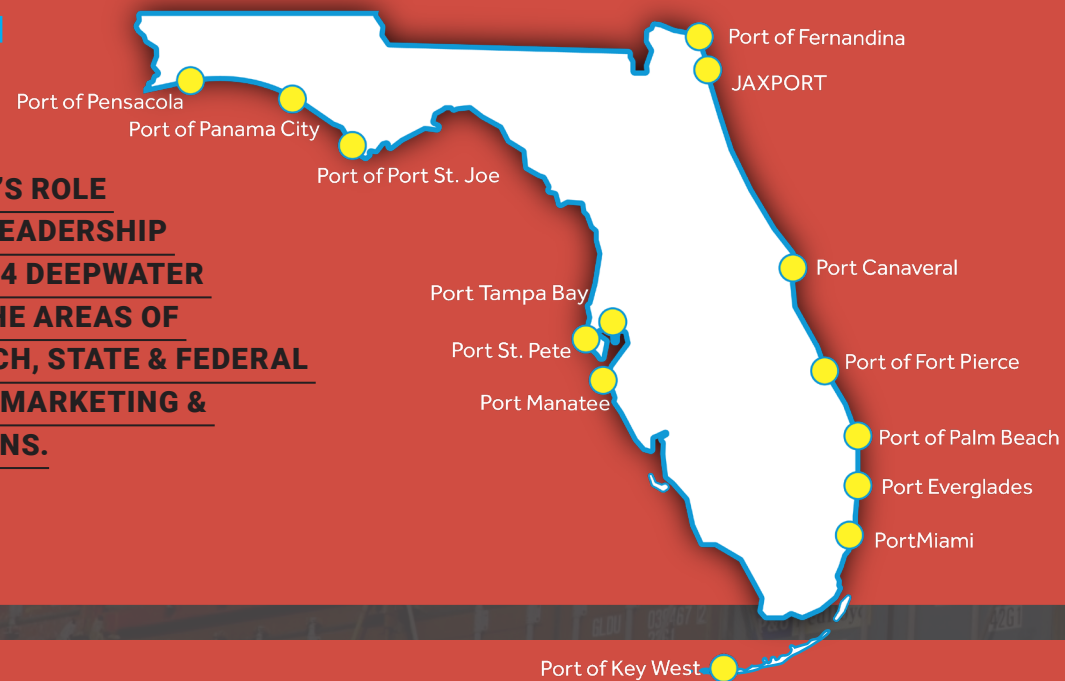 Port of Fernandina
JAXPORT
Port of Pensacola
Port of Panama City
Port of Port St. Joe
'S ROLE
EADERSHIP
4 DEEPWATER
HE AREAS OF
CH, STATE & FEDERAL
MARKETING &
NS.
Port Canaveral
Port Tampa Bay
Port St. Pete
Port Manatee
Port of Fort Pierce
Port of Palm Beach
Port Everglades
PortMiami
Port of Key West